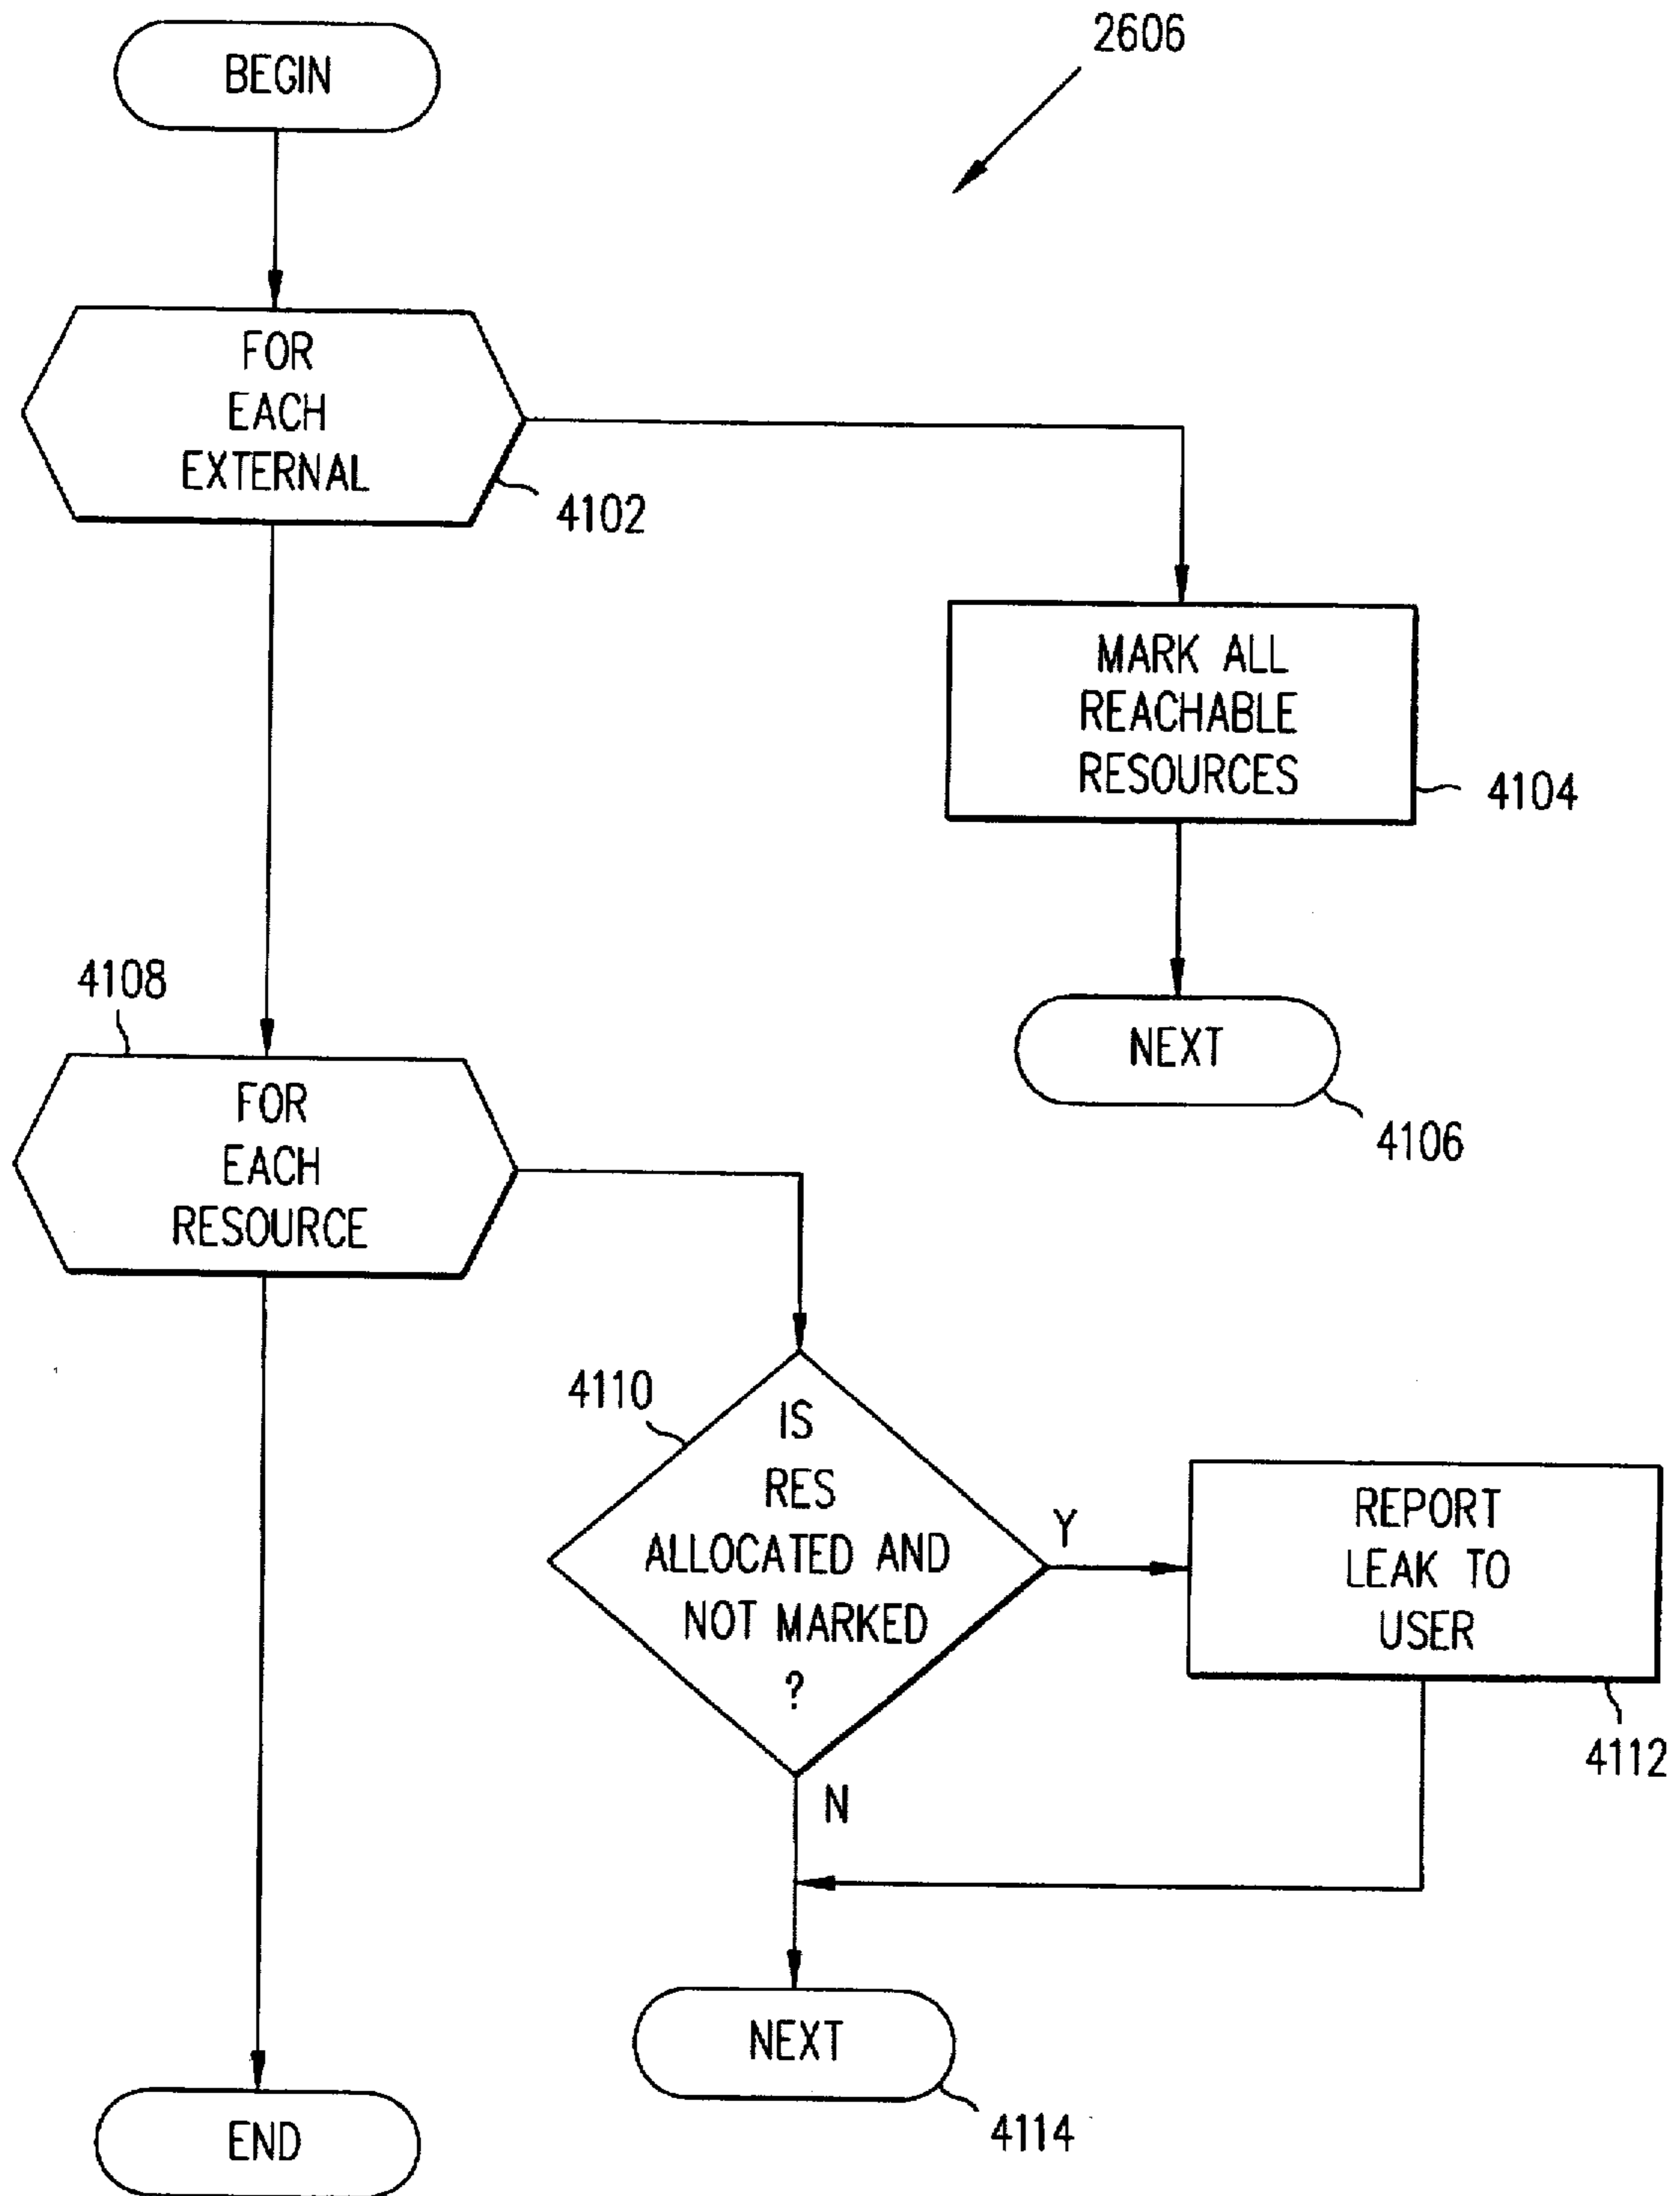 2606
BEGIN
FOR
EACH
EXTERNAL
4102
MARK ALL
REACHABLE
RESOURCES
4104
NEXT
4106
4108
FOR
EACH
RESOURCE
4110
IS
RES
ALLOCATED AND
NOT MARKED
?
Y
REPORT
LEAK TO
USER
4112
N
NEXT
4114
END